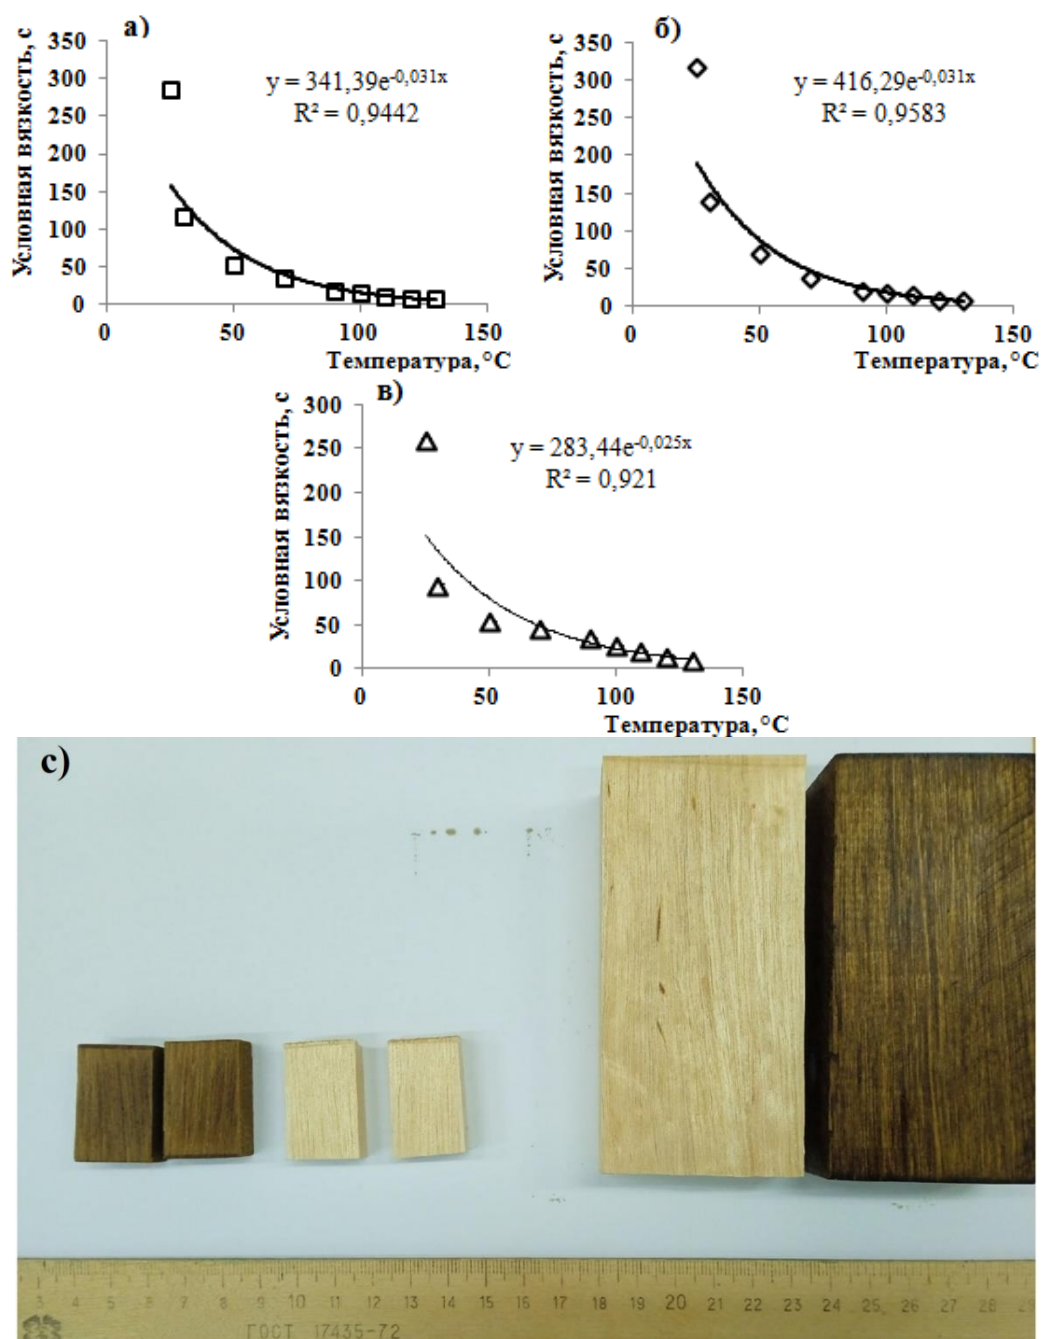 а)
Условная вязкость, с
350
300
250
200
150
100
50
0
y = 341,39e-0,031x
R² = 0,9442
0 50 100 150
Температура, °C
б)
Условная вязкость, с
350
300
250
200
150
100
50
0
y = 416,29e-0,031x
R² = 0,9583
0 50 100 150
Температура, °C
в)
Условная вязкость, с
300
250
200
150
100
50
0
y = 283,44e-0,025x
R² = 0,921
0 50 100 150
Температура, °C
с)
3 4 5 6 7 8 9 10 11 12 13 14 15 16 17 18 19 20 21 22 23 24 25 26 27 28 29
ГОСТ 17435-72